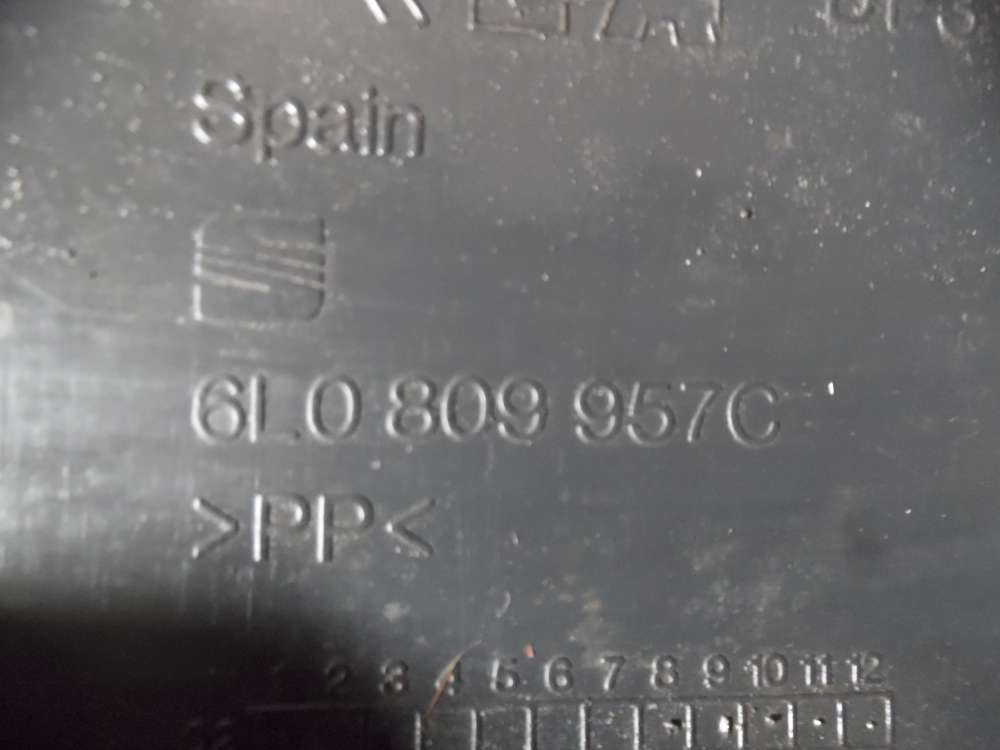 Spain
6L0 809 957C
>PP<
2 3 4 5 6 7 8 9 10 11 12